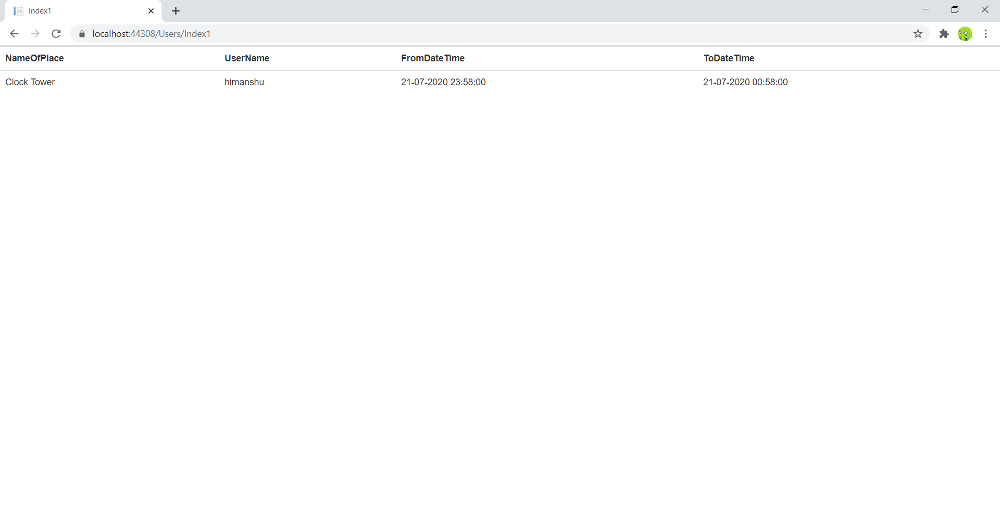 Index1
localhost:44308/Users/Index1
NameOfPlace UserName FromDateTime ToDateTime
Clock Tower himanshu 21-07-2020 23:58:00 21-07-2020 00:58:00